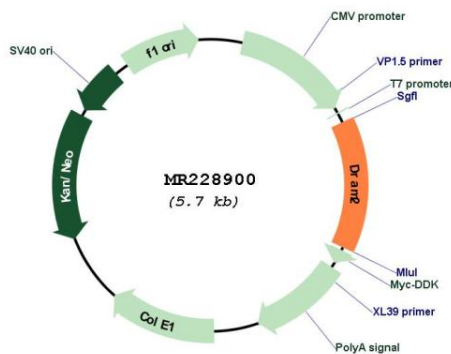 CMV promoter
SV40 ori
f1 ori
VP1.5 primer
T7 promoter
SgfI
Kan/Neo
MR228900
(5.7 kb)
Dram2
MluI
Myc-DDK
XL39 primer
Col E1
PolyA signal